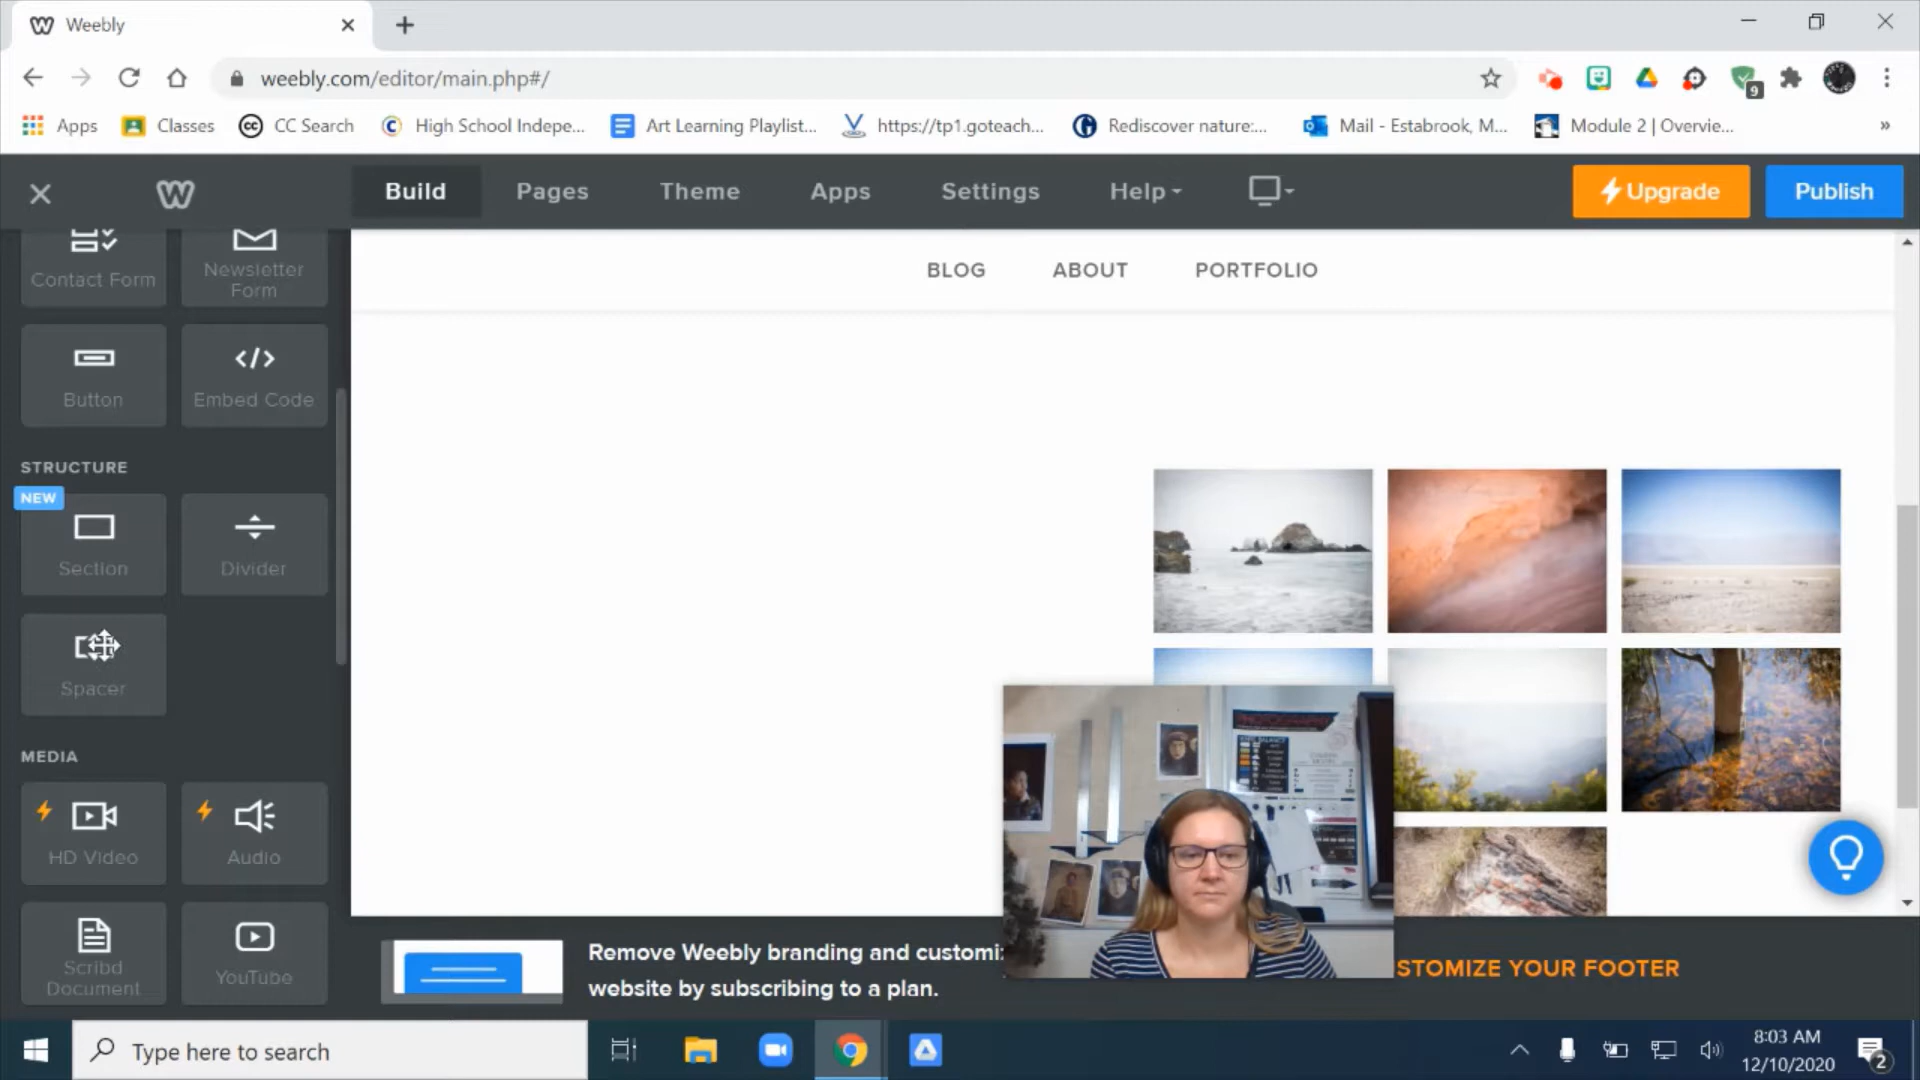 Weebly
weebly.com/editor/main.php#/
9
Apps
Classes
CC Search
High School Indepe...
Art Learning Playlist...
https://tp1.goteach...
Rediscover nature:...
Mail - Estabrook, M...
Module 2 | Overvie...
»
Build
Pages
Theme
Apps
Settings
Help
Upgrade
Publish
Contact Form
Newsletter
Form
BLOG
ABOUT
PORTFOLIO
Button
Embed Code
STRUCTURE
NEW
Section
Divider
Spacer
MEDIA
HD Video
Audio
Scribd
Document
YouTube
Remove Weebly branding and customi
website by subscribing to a plan.
STOMIZE YOUR FOOTER
Type here to search
8:03 AM
12/10/2020
2